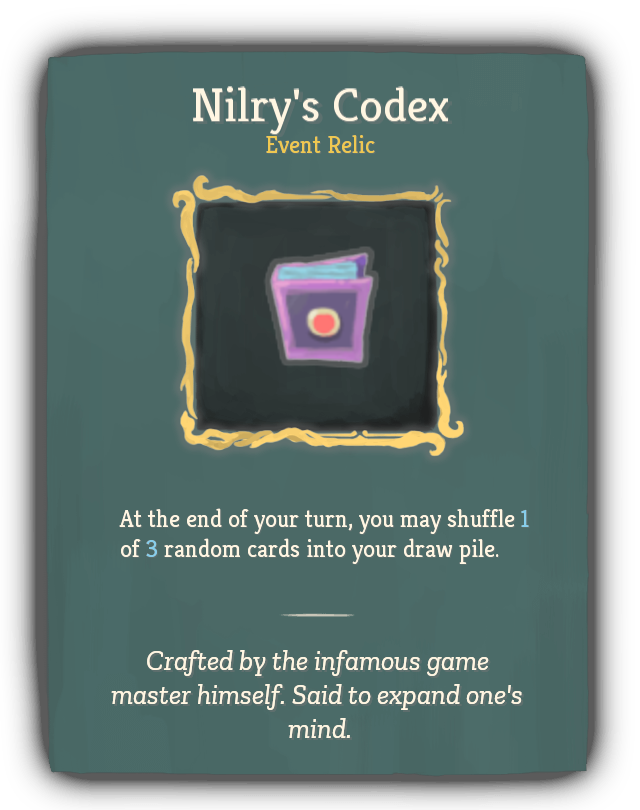 Nilry's Codex
Event Relic
At the end of your turn, you may shuffle 1
of 3 random cards into your draw pile.
Crafted by the infamous game
master himself. Said to expand one's
mind.